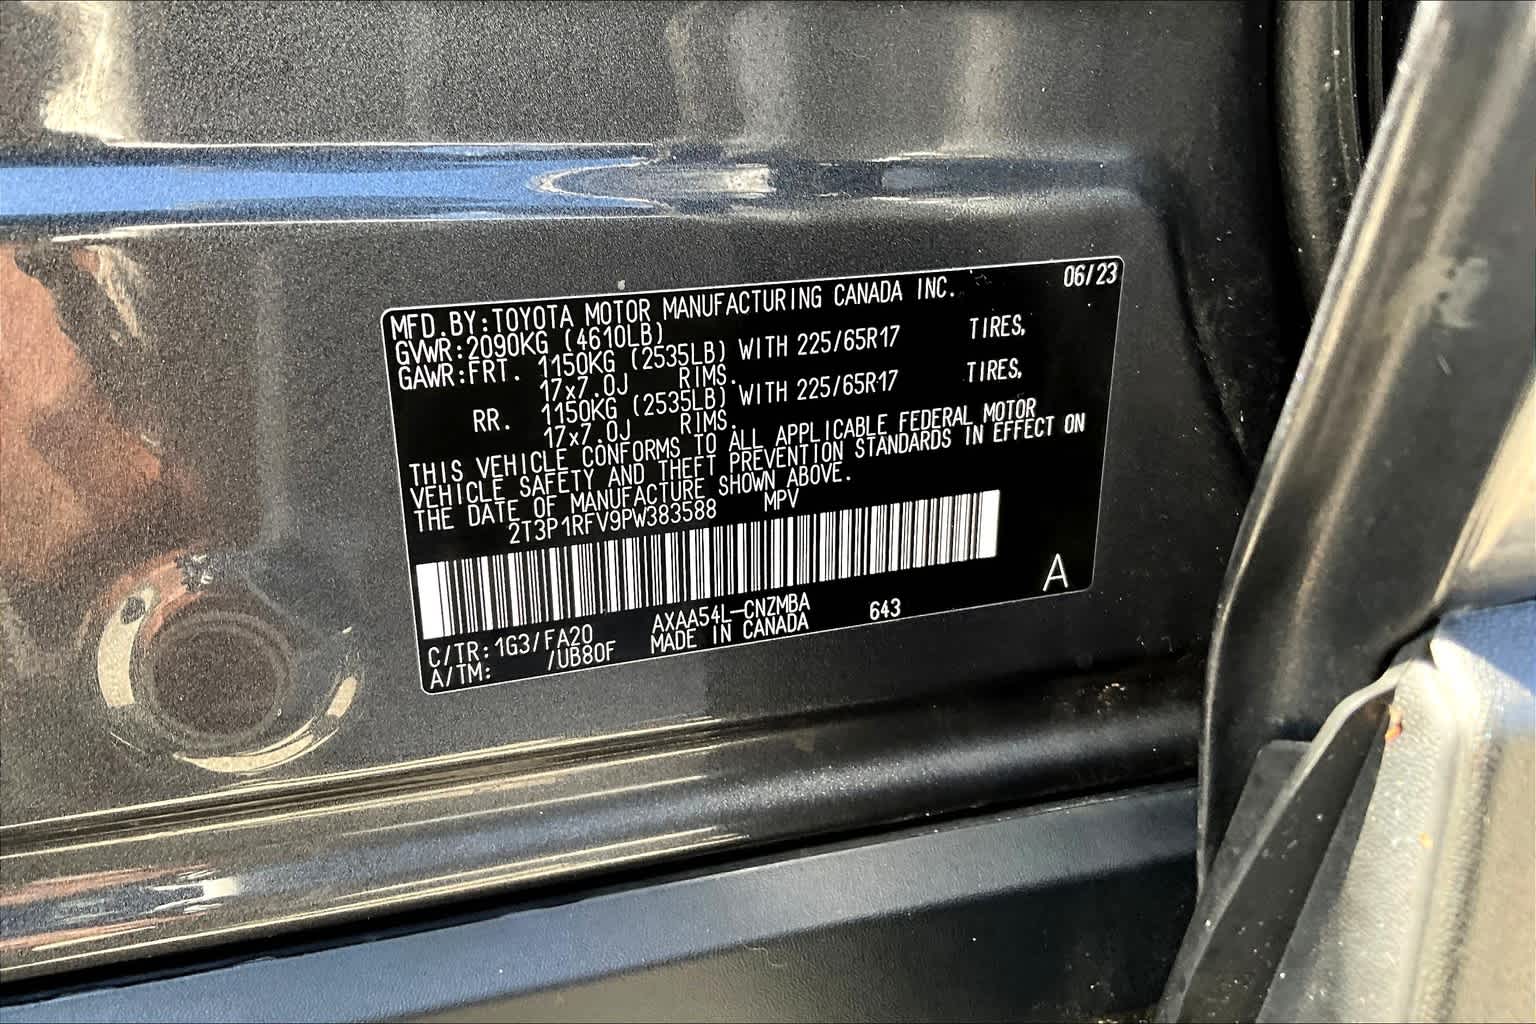 MFD.BY:TOYOTA MOTOR MANUFACTURING CANADA INC. 06/23
GVWR:2090KG (4610LB)
GAWR:FRT. 1150KG (2535LB) WITH 225/65R17 TIRES,
17x7.0J RIMS.
RR. 1150KG (2535LB) WITH 225/65R17 TIRES,
17x7.0J RIMS.
THIS VEHICLE CONFORMS TO ALL APPLICABLE FEDERAL MOTOR
VEHICLE SAFETY AND THEFT PREVENTION STANDARDS IN EFFECT ON
THE DATE OF MANUFACTURE SHOWN ABOVE.
2T3P1RFV9PW383588 MPV
A
C/TR:1G3/FA20 AXAA54L-CNZMBA 643
A/TM: /UB80F MADE IN CANADA